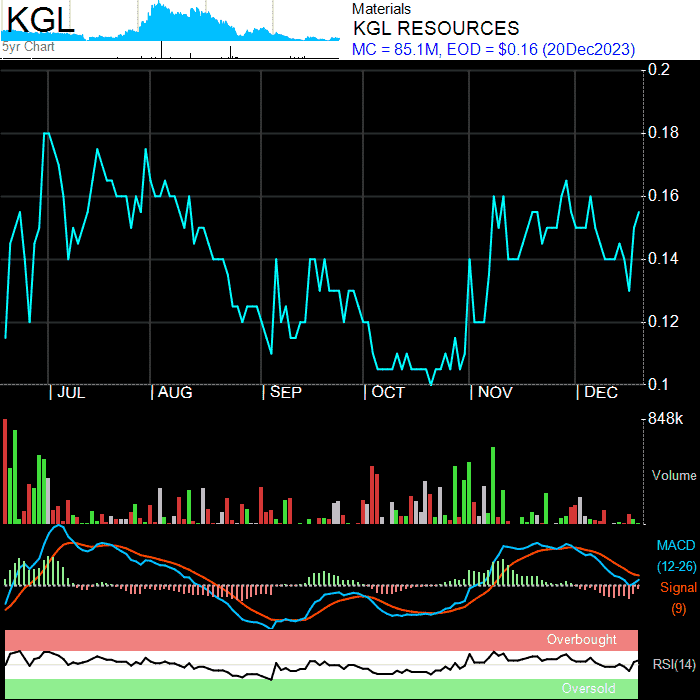 KGL
5yr Chart
Materials
KGL RESOURCES
MC = 85.1M, EOD = $0.16 (20Dec2023)
0.2
0.18
0.16
0.14
0.12
0.1
JUL AUG SEP OCT NOV DEC
848k
Volume
MACD
(12-26)
Signal
(9)
Overbought
RSI(14)
Oversold